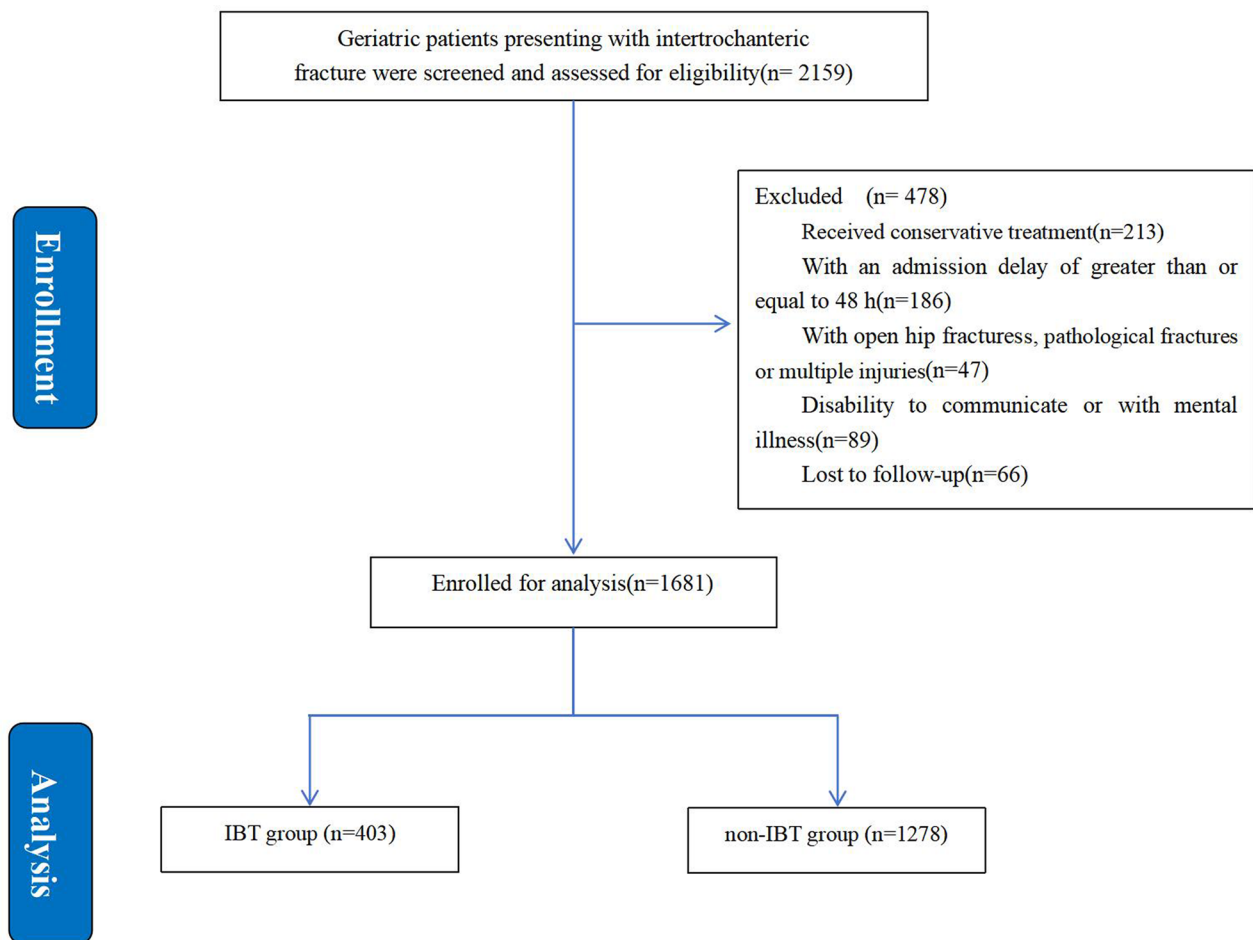 Geriatric patients presenting with intertrochanteric
fracture were screened and assessed for eligibility(n= 2159)
Enrollment
Excluded (n= 478)
Received conservative treatment(n=213)
With an admission delay of greater than or
equal to 48 h(n=186)
With open hip fracturess, pathological fractures
or multiple injuries(n=47)
Disability to communicate or with mental
illness(n=89)
Lost to follow-up(n=66)
Enrolled for analysis(n=1681)
Analysis
IBT group (n=403)
non-IBT group (n=1278)